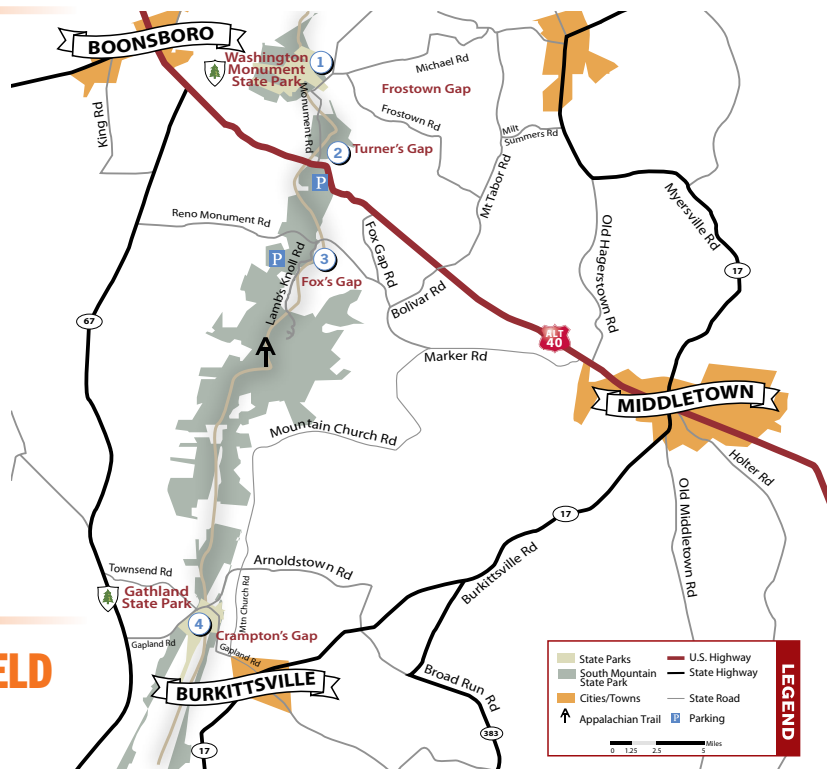 BOONSBORO
Washington
Monument
State Park
1
Michael Rd
Frostown Gap
King Rd
Monument Rd
Frostown Rd
Milt
Summers Rd
2
Turner's Gap
P
Mt Tabor Rd
Myersville Rd
Reno Monument Rd
Old Hagerstown Rd
P
Lamb's Knoll Rd
3
Fox's Gap
Fox Gap Rd
17
Bolivar Rd
67
ALT
40
Marker Rd
MIDDLETOWN
Mountain Church Rd
Holter Rd
Old Middletown Rd
17
Burkittsville Rd
Townsend Rd
Arnoldstown Rd
Gathland
State Park
Mtn Church Rd
4
Crampton's Gap
Gapland Rd
Gapland Rd
ELD
BURKITTSVILLE
Broad Run Rd
383
17
LEGEND
State Parks
South Mountain
State Park
Cities/Towns
Appalachian Trail
U.S. Highway
State Highway
State Road
P Parking
0 1.25 2.5 5 Miles